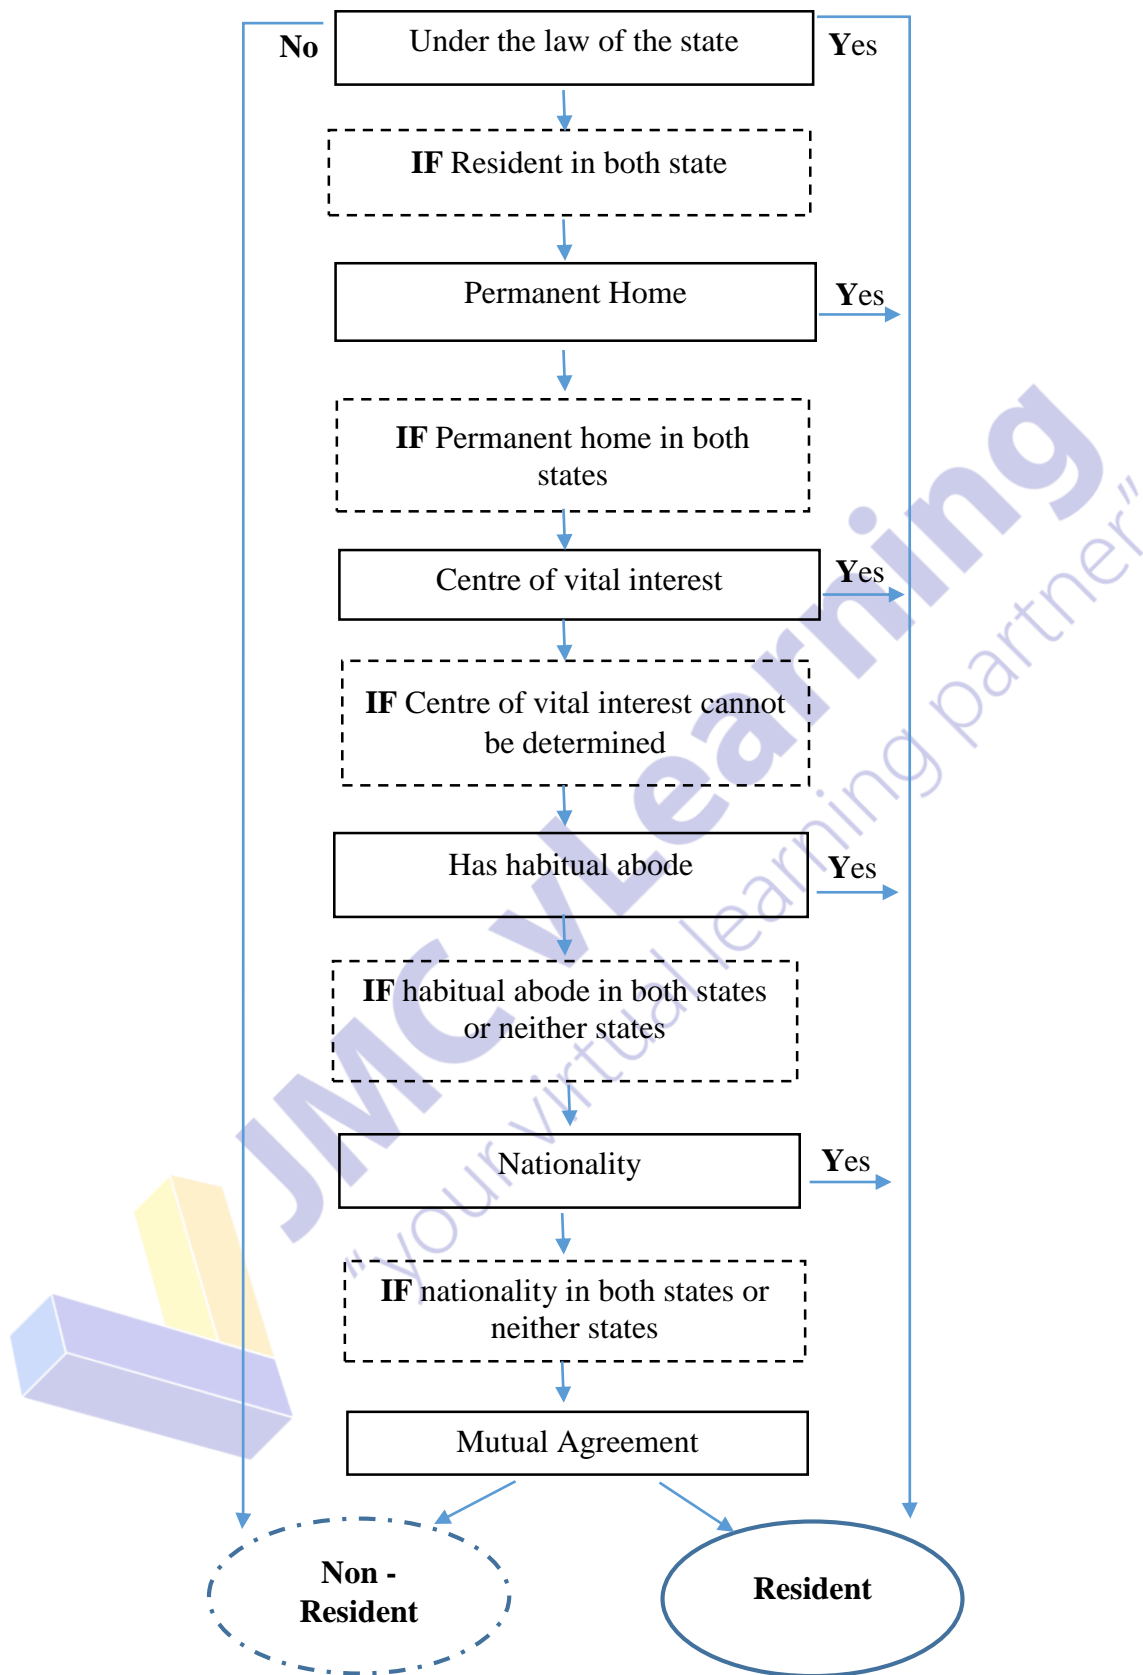 No
Under the law of the state
Yes
IF Resident in both state
Permanent Home
Yes
IF Permanent home in both
states
Centre of vital interest
Yes
IF Centre of vital interest cannot
be determined
Has habitual abode
Yes
IF habitual abode in both states
or neither states
Nationality
Yes
IF nationality in both states or
neither states
Mutual Agreement
Non -
Resident
Resident
JMC vLearning
"your virtual learning partner"